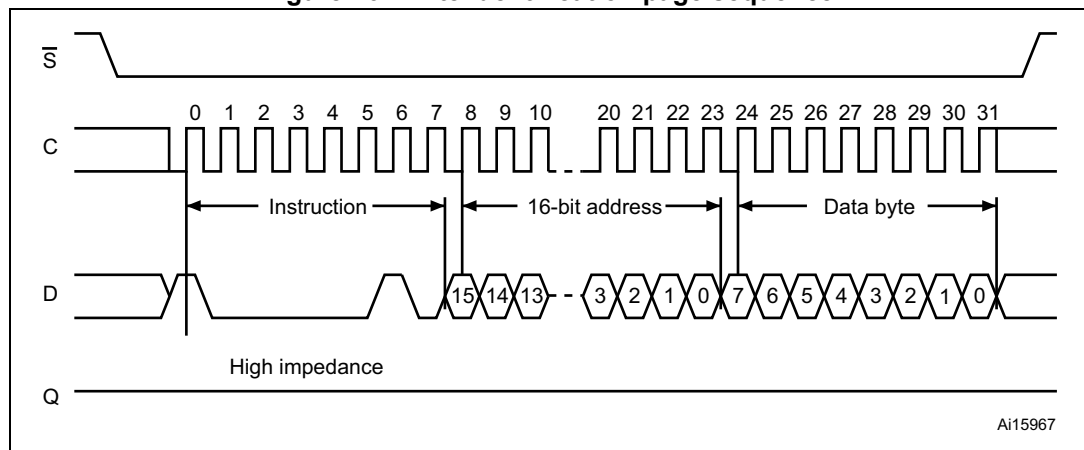 S
0 1 2 3 4 5 6 7 8 9 10 20 21 22 23 24 25 26 27 28 29 30 31
C
Instruction 16-bit address Data byte
D 15 14 13 3 2 1 0 7 6 5 4 3 2 1 0
High impedance
Q
Ai15967